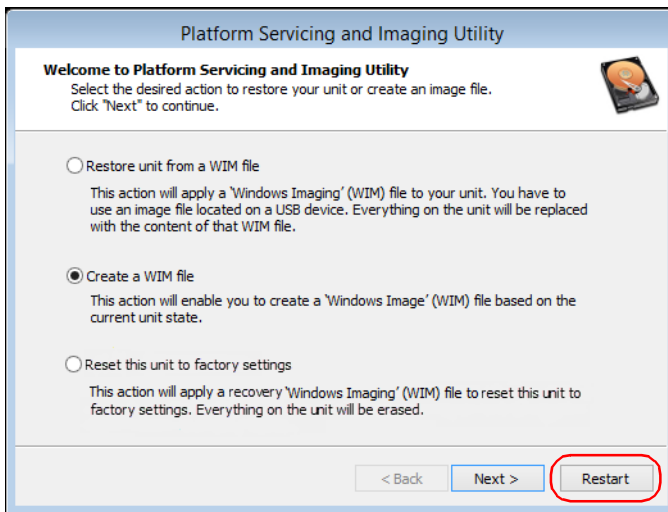 Platform Servicing and Imaging Utility
Welcome to Platform Servicing and Imaging Utility
Select the desired action to restore your unit or create an image file.
Click "Next" to continue.
Restore unit from a WIM file
This action will apply a 'Windows Imaging' (WIM) file to your unit. You have to
use an image file located on a USB device. Everything on the unit will be replaced
with the content of that WIM file.
Create a WIM file
This action will enable you to create a 'Windows Image' (WIM) file based on the
current unit state.
Reset this unit to factory settings
This action will apply a recovery 'Windows Imaging' (WIM) file to reset this unit to
factory settings. Everything on the unit will be erased.
< Back Next > Restart